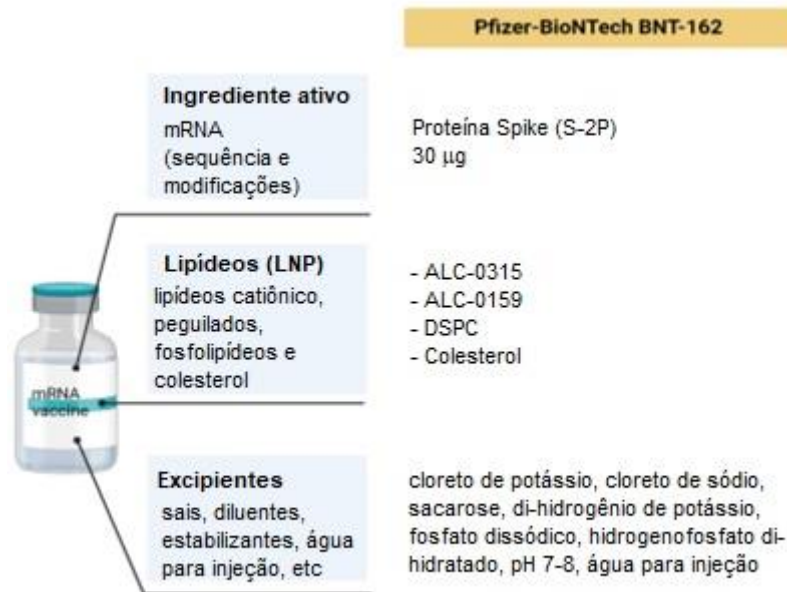 Pfizer-BioNTech BNT-162
Ingrediente ativo
mRNA
(sequência e
modificações)
Proteína Spike (S-2P)
30 µg
Lipídeos (LNP)
lipídeos catiônico,
peguilados,
fosfolipídeos e
colesterol
- ALC-0315
- ALC-0159
- DSPC
- Colesterol
mRNA
vaccine
Excipientes
sais, diluentes,
estabilizantes, água
para injeção, etc
cloreto de potássio, cloreto de sódio,
sacarose, di-hidrogênio de potássio,
fosfato dissódico, hidrogenofosfato di-
hidratado, pH 7-8, água para injeção